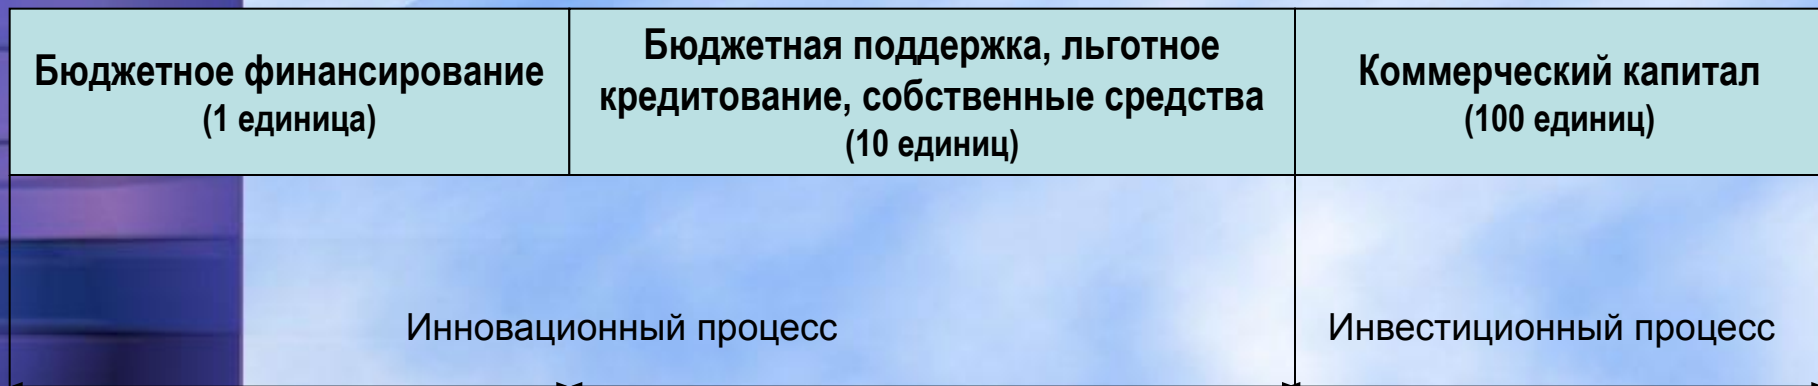 Бюджетное финансирование
(1 единица)
Бюджетная поддержка, льготное
кредитование, собственные средства
(10 единиц)
Коммерческий капитал
(100 единиц)
Инновационный процесс
Инвестиционный процесс